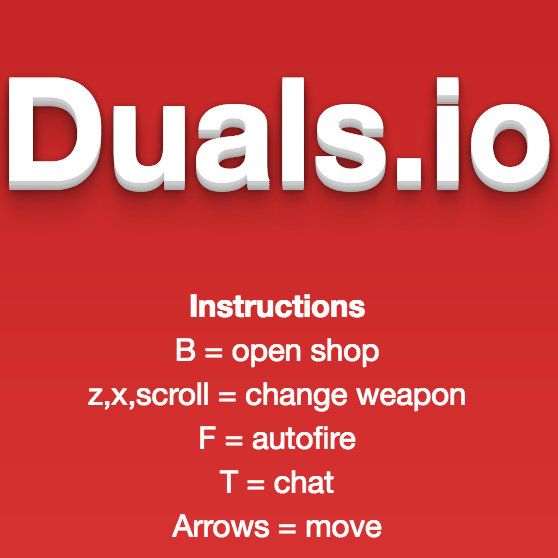 Duals.io
Instructions
B = open shop
z,x,scroll = change weapon
F = autofire
T = chat
Arrows = move